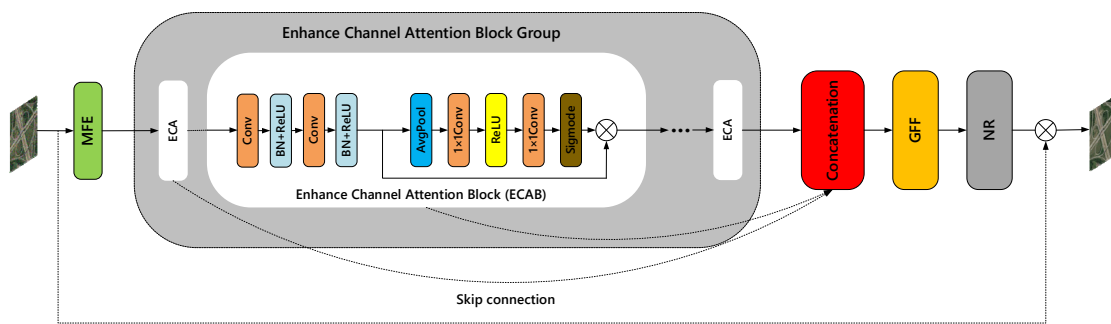 Enhance Channel Attention Block Group
MFE
ECA
Conv
BN+ReLU
Conv
BN+ReLU
AvgPool
1×1Conv
ReLU
1×1Conv
Sigmode
ECA
Concatenation
GFF
NR
Enhance Channel Attention Block (ECAB)
Skip connection